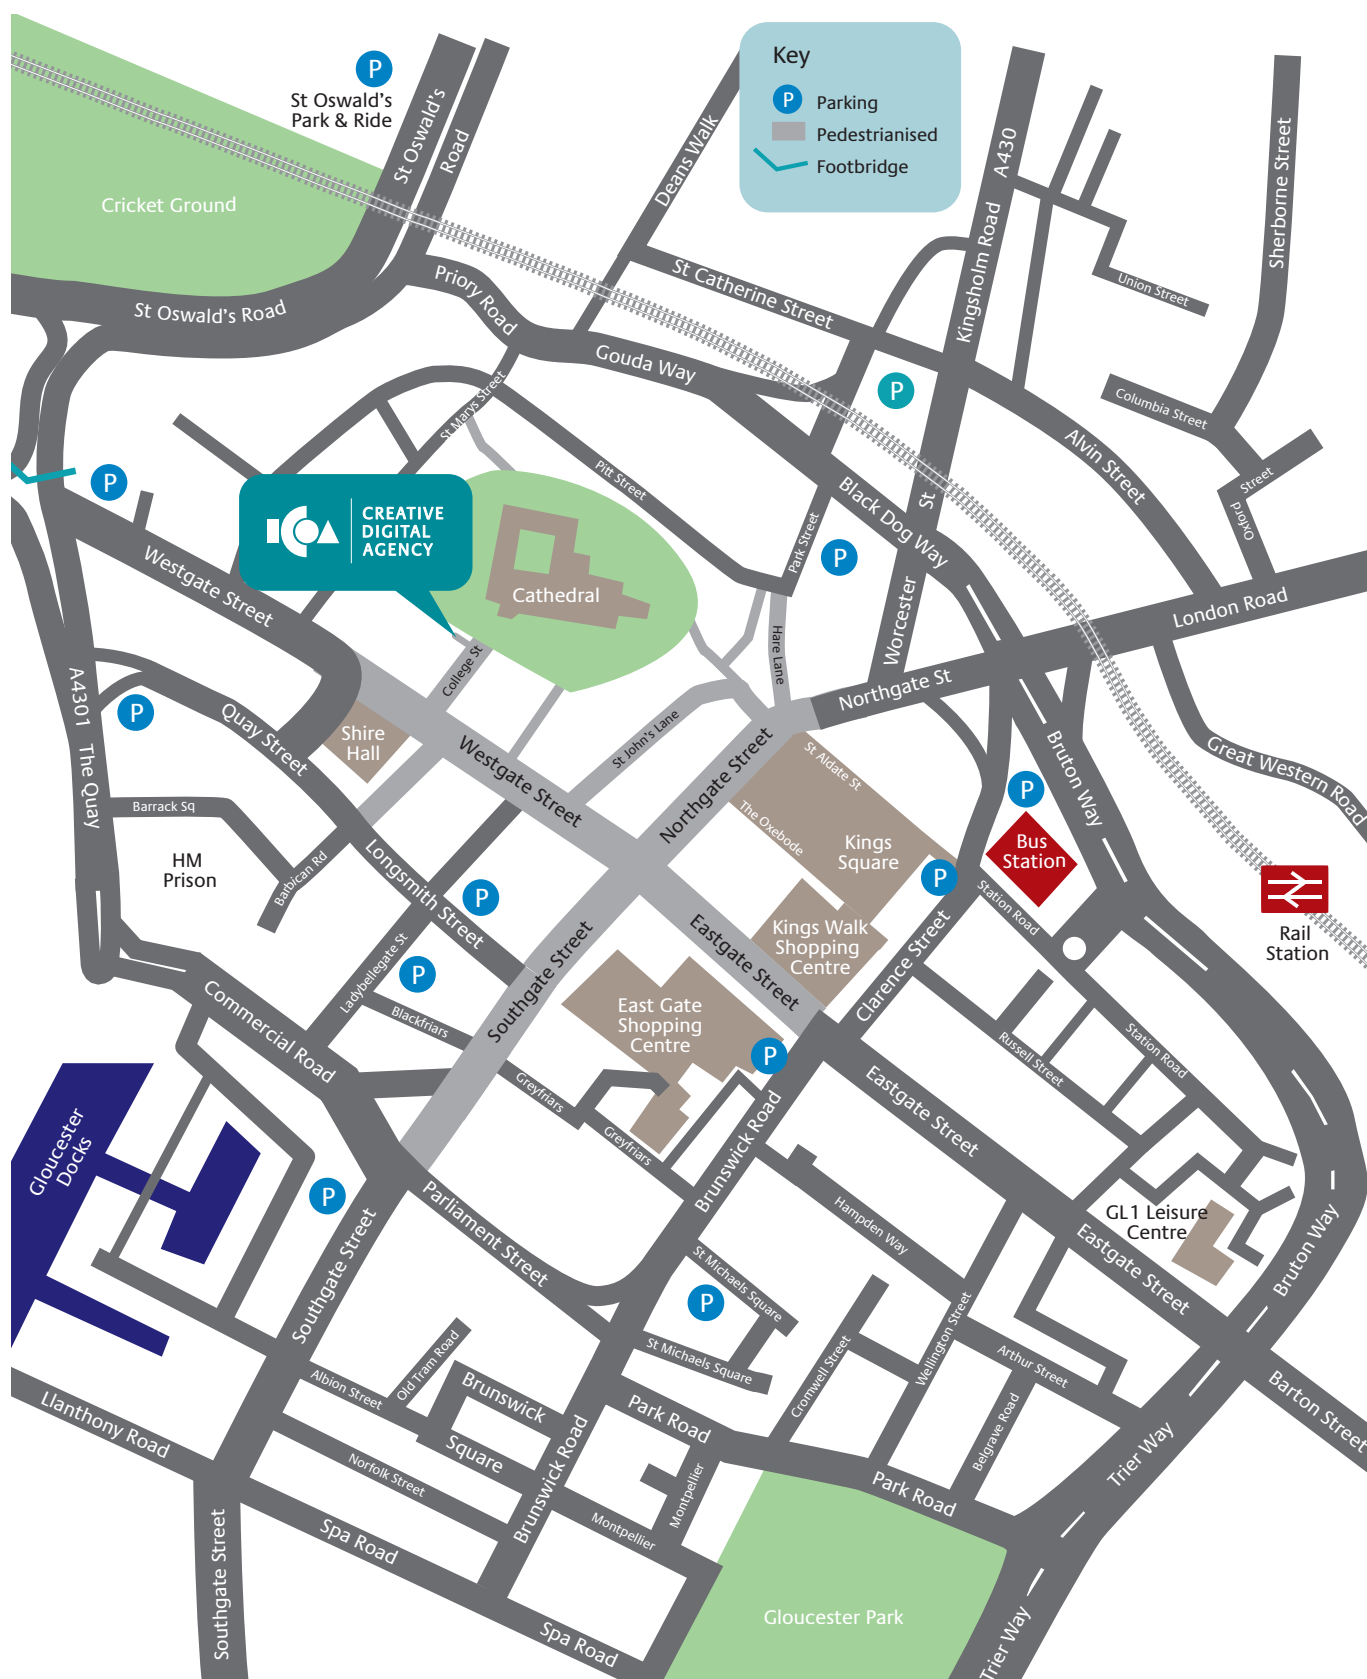 Key
P Parking
Pedestrianised
Footbridge
P
St Oswald's
Park & Ride
St Oswald's
Road
Deans Walk
A430
Sherborne Street
Cricket Ground
St Oswald's Road
Priory Road
St Catherine Street
Kingsholm Road
Union Street
Gouda Way
St Marys Street
P
Columbia Street
Alvin Street
Street
Oxford
Pitt Street
P
Black Dog Way
St
Park Street
P
CREATIVE
DIGITAL
AGENCY
Westgate Street
Cathedral
Worcester
London Road
Hare Lane
College St
Northgate St
A4301
The Quay
P
Quay Street
Shire
Hall
Westgate Street
St John's Lane
Northgate Street
St Aldate St
The Oxebode
Kings
Square
P
Bruton Way
Great Western Road
Bus
Station
Barrack Sq
HM
Prison
Barbican Rd
Longsmith Street
P
P
Station Road
Rail
Station
Kings Walk
Shopping
Centre
Eastgate Street
Clarence Street
Ladybellegate St
P
Southgate Street
Commercial Road
Blackfriars
East Gate
Shopping
Centre
P
Station Road
Russell Street
Greyfriars
Greyfriars
Eastgate Street
Brunswick Road
Gloucester
Docks
P
Parliament Street
Southgate Street
Hampden Way
GL1 Leisure
Centre
Eastgate Street
Bruton Way
St Michaels Square
P
St Michaels Square
Cromwell Street
Wellington Street
Arthur Street
Belgrave Road
Barton Street
Old Tram Road
Albion Street
Brunswick
Square
Park Road
Llanthony Road
Norfolk Street
Brunswick Road
Montpellier
Montpellier
Park Road
Trier Way
Spa Road
Southgate Street
Spa Road
Gloucester Park
Trier Way